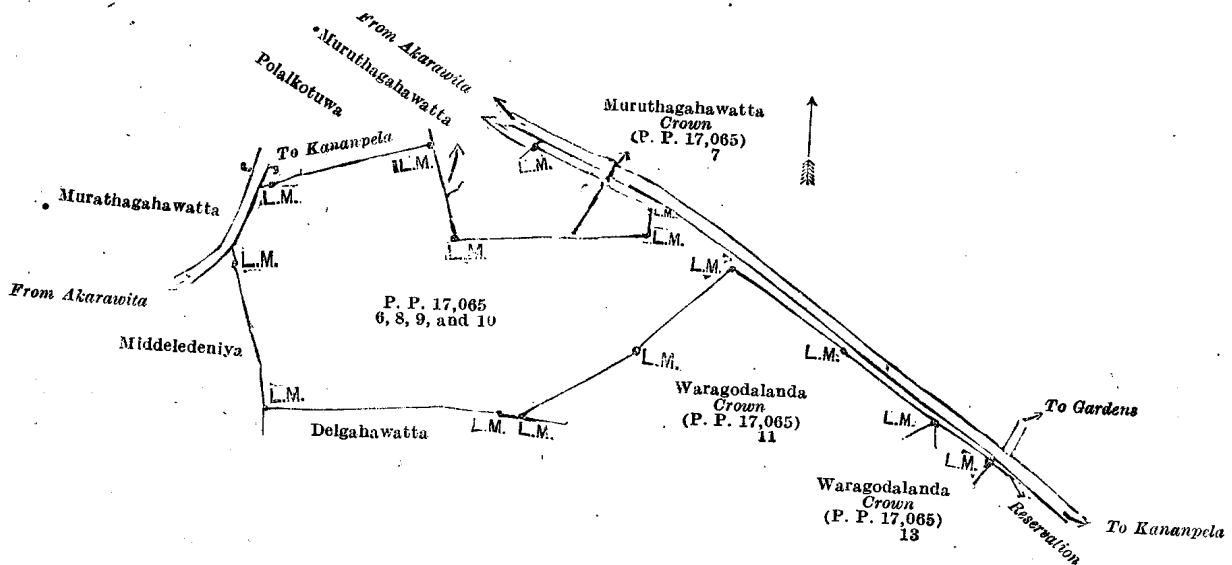 From Akarawita
Muruthagahawatta
Polalkotuwa
Muruthagahawatta
Crown
(P. P. 17,065)
7
To Kananpela
L.M.
L.M.
L.M.
Murathagahawatta
L.M.
L.M.
L.M.
L.M.
L.M.
From Akarawita
P. P. 17,065
6, 8, 9, and 10
Middeledeniya
L.M.
L.M.
L.M.
Waragodalanda
Crown
(P. P. 17,065)
11
To Gardens
Delgahawatta
L.M. L.M.
L.M.
L.M.
Waragodalanda
Crown
(P. P. 17,065)
13
Reservation
To Kananpela